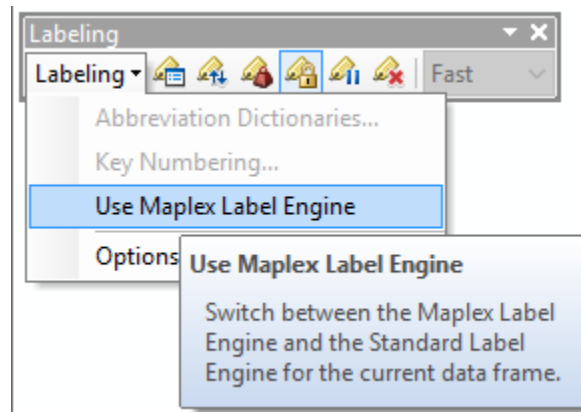 Labeling
Labeling Fast
Abbreviation Dictionaries...
Key Numbering...
Use Maplex Label Engine
Options
Use Maplex Label Engine
Switch between the Maplex Label
Engine and the Standard Label
Engine for the current data frame.